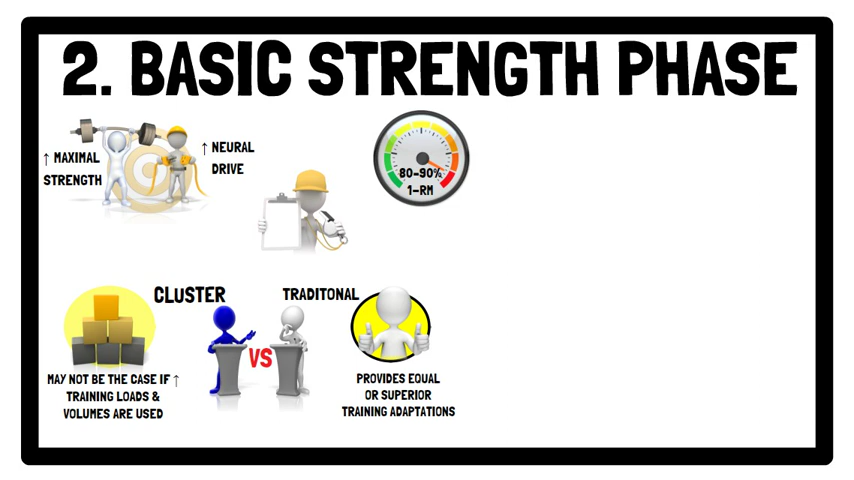 2. BASIC STRENGTH PHASE
↑ MAXIMAL
STRENGTH
↑ NEURAL
DRIVE
80-90%
1-RM
CLUSTER
VS
TRADITONAL
MAY NOT BE THE CASE IF ↑
TRAINING LOADS &
VOLUMES ARE USED
PROVIDES EQUAL
OR SUPERIOR
TRAINING ADAPTATIONS